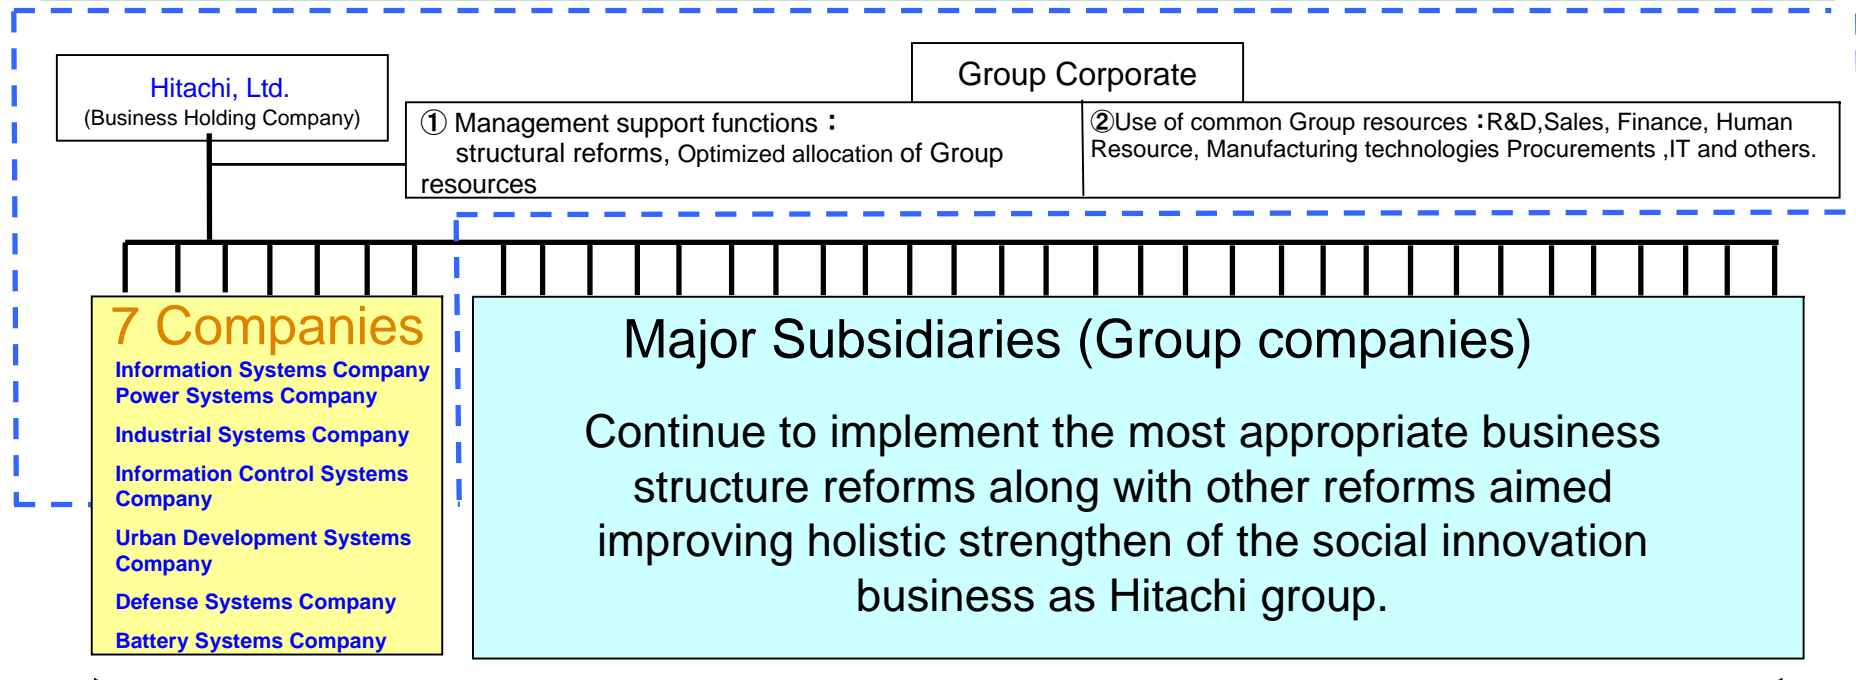 Hitachi, Ltd.
(Business Holding Company)
Group Corporate
① Management support functions：
structural reforms, Optimized allocation of Group
resources
②Use of common Group resources：R&D,Sales, Finance, Human
Resource, Manufacturing technologies Procurements ,IT and others.
7 Companies
Information Systems Company
Power Systems Company
Industrial Systems Company
Information Control Systems
Company
Urban Development Systems
Company
Defense Systems Company
Battery Systems Company
Major Subsidiaries (Group companies)
Continue to implement the most appropriate business
structure reforms along with other reforms aimed
improving holistic strengthen of the social innovation
business as Hitachi group.